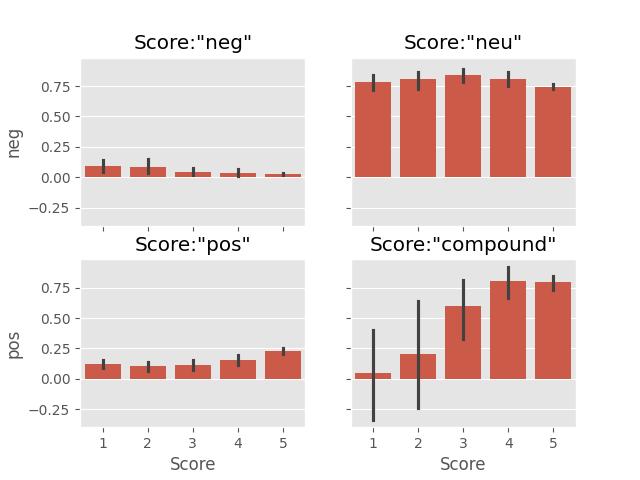 Score:"neg"
Score:"neu"
neg
0.75
0.50
0.25
0.00
−0.25
Score:"pos"
Score:"compound"
pos
0.75
0.50
0.25
0.00
−0.25
1 2 3 4 5
1 2 3 4 5
Score
Score